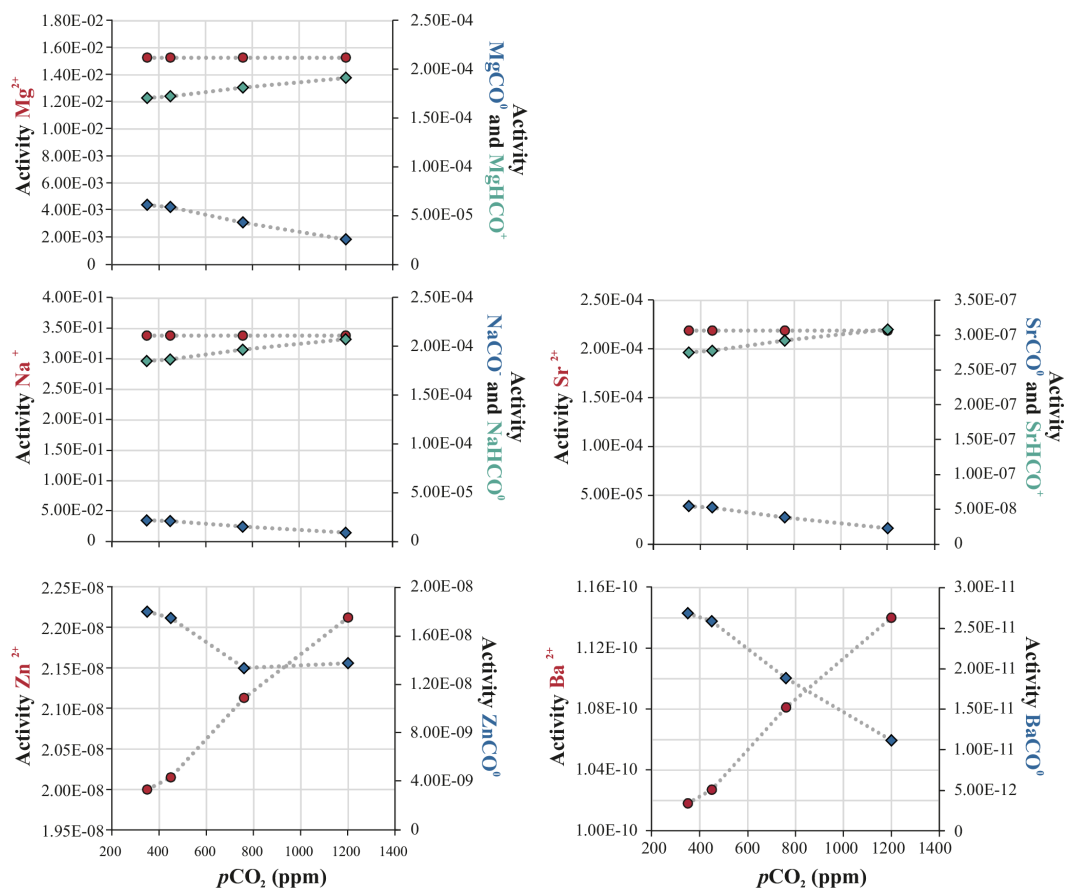 1.80E-02
1.60E-02
1.40E-02
1.20E-02
1.00E-02
8.00E-03
6.00E-03
4.00E-03
2.00E-03
0
Activity Mg²⁺
2.50E-04
2.00E-04
1.50E-04
1.00E-04
5.00E-05
0
Activity
MgCO⁰ and MgHCO⁺
4.00E-01
3.50E-01
3.00E-01
2.00E-01
2.00E-01
1.50E-01
1.00E-01
5.00E-02
0
Activity Na⁺
2.50E-04
2.00E-04
1.50E-04
1.00E-04
5.00E-05
0
Activity
NaCO⁻ and NaHCO⁰
2.50E-04
2.00E-04
1.50E-04
1.00E-04
5.00E-05
0
Activity Sr²⁺
3.50E-07
3.00E-07
2.50E-07
2.00E-07
1.50E-07
1.00E-07
5.00E-08
0
Activity
SrCO⁰ and SrHCO⁺
2.25E-08
2.20E-08
2.15E-08
2.10E-08
2.05E-08
2.00E-08
1.95E-08
Activity Zn²⁺
2.00E-08
1.60E-08
1.20E-08
8.00E-09
4.00E-09
0
Activity ZnCO⁰
200 400 600 800 1000 1200 1400
pCO₂ (ppm)
1.16E-10
1.12E-10
1.08E-10
1.04E-10
1.00E-10
Activity Ba²⁺
3.00E-11
2.50E-11
2.00E-11
1.50E-11
1.00E-11
5.00E-12
0
Activity BaCO⁰
200 400 600 800 1000 1200 1400
pCO₂ (ppm)